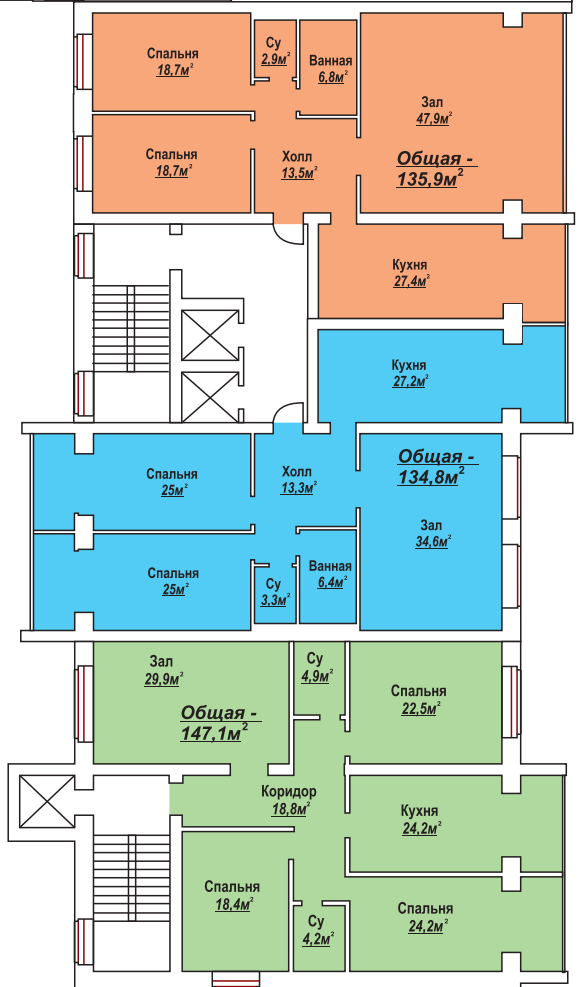 Спальня
18,7м²
Су
2,9м²
Ванная
6,8м²
Зал
47,9м²
Спальня
18,7м²
Холл
13,5м²
Общая -
135,9м²
Кухня
27,4м²
Кухня
27,2м²
Спальня
25м²
Холл
13,3м²
Общая -
134,8м²
Зал
34,6м²
Спальня
25м²
Су
3,3м²
Ванная
6,4м²
Зал
29,9м²
Общая -
147,1м²
Су
4,9м²
Спальня
22,5м²
Коридор
18,8м²
Кухня
24,2м²
Спальня
18,4м²
Су
4,2м²
Спальня
24,2м²